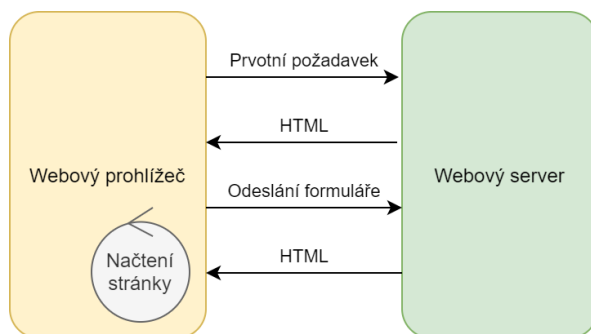 Prvotní požadavek
HTML
Webový prohlížeč
Webový server
Odeslání formuláře
HTML
Načtení
stránky